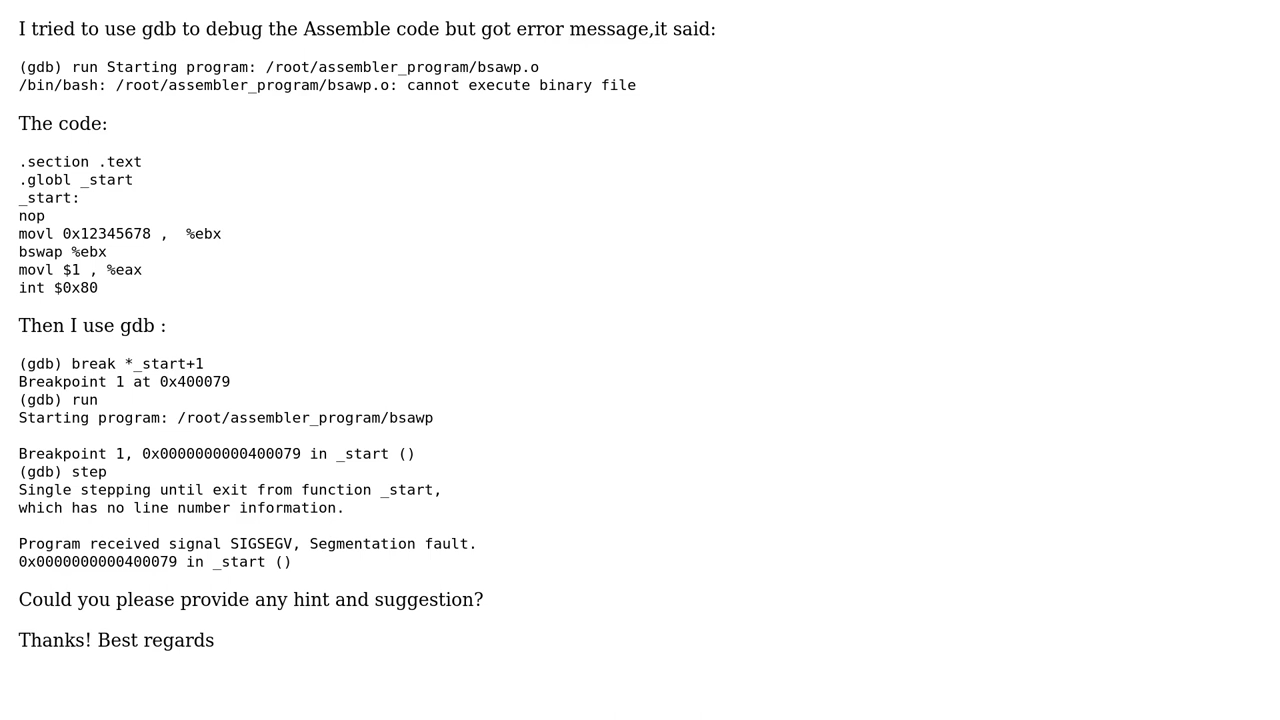 I tried to use gdb to debug the Assemble code but got error message,it said:
(gdb) run Starting program: /root/assembler_program/bsawp.o
/bin/bash: /root/assembler_program/bsawp.o: cannot execute binary file
The code:
.section .text
.globl _start
_start:
nop
movl 0x12345678 ,  %ebx
bswap %ebx
movl $1 , %eax
int $0x80
Then I use gdb :
(gdb) break *_start+1
Breakpoint 1 at 0x400079
(gdb) run
Starting program: /root/assembler_program/bsawp
Breakpoint 1, 0x0000000000400079 in _start ()
(gdb) step
Single stepping until exit from function _start,
which has no line number information.
Program received signal SIGSEGV, Segmentation fault.
0x0000000000400079 in _start ()
Could you please provide any hint and suggestion?
Thanks! Best regards